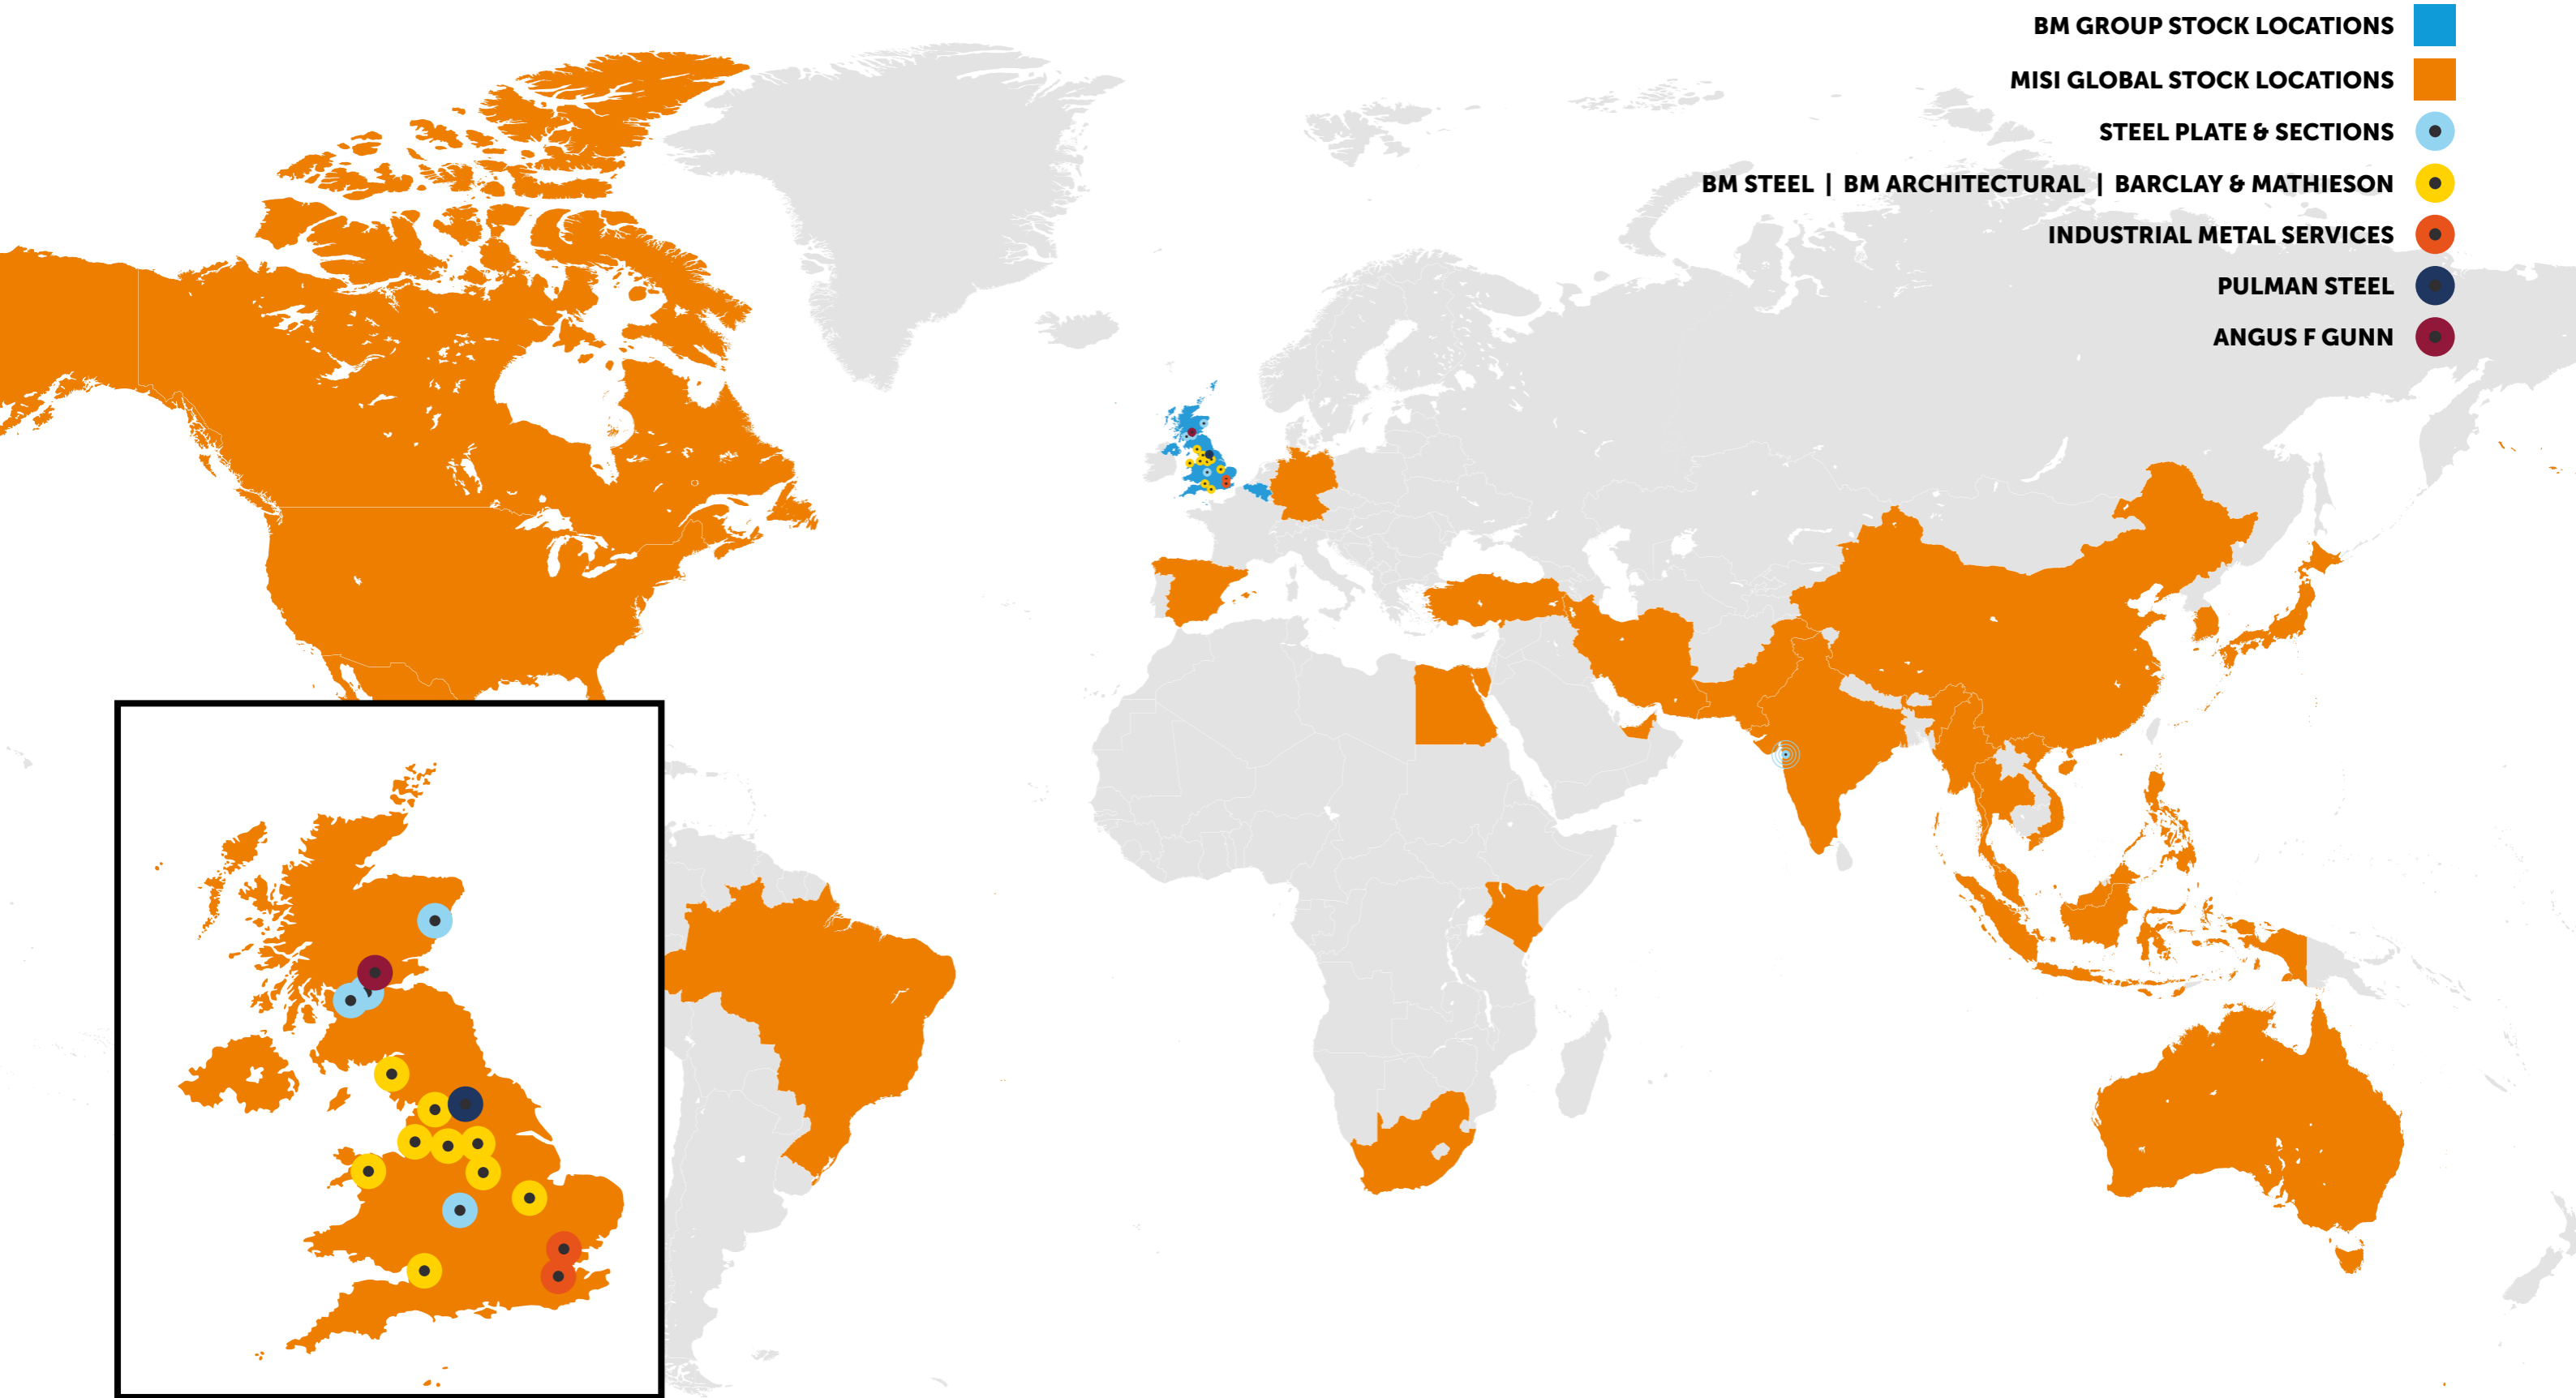 BM GROUP STOCK LOCATIONS
MISI GLOBAL STOCK LOCATIONS
STEEL PLATE & SECTIONS
BM STEEL | BM ARCHITECTURAL | BARCLAY & MATHIESON
INDUSTRIAL METAL SERVICES
PULMAN STEEL
ANGUS F GUNN